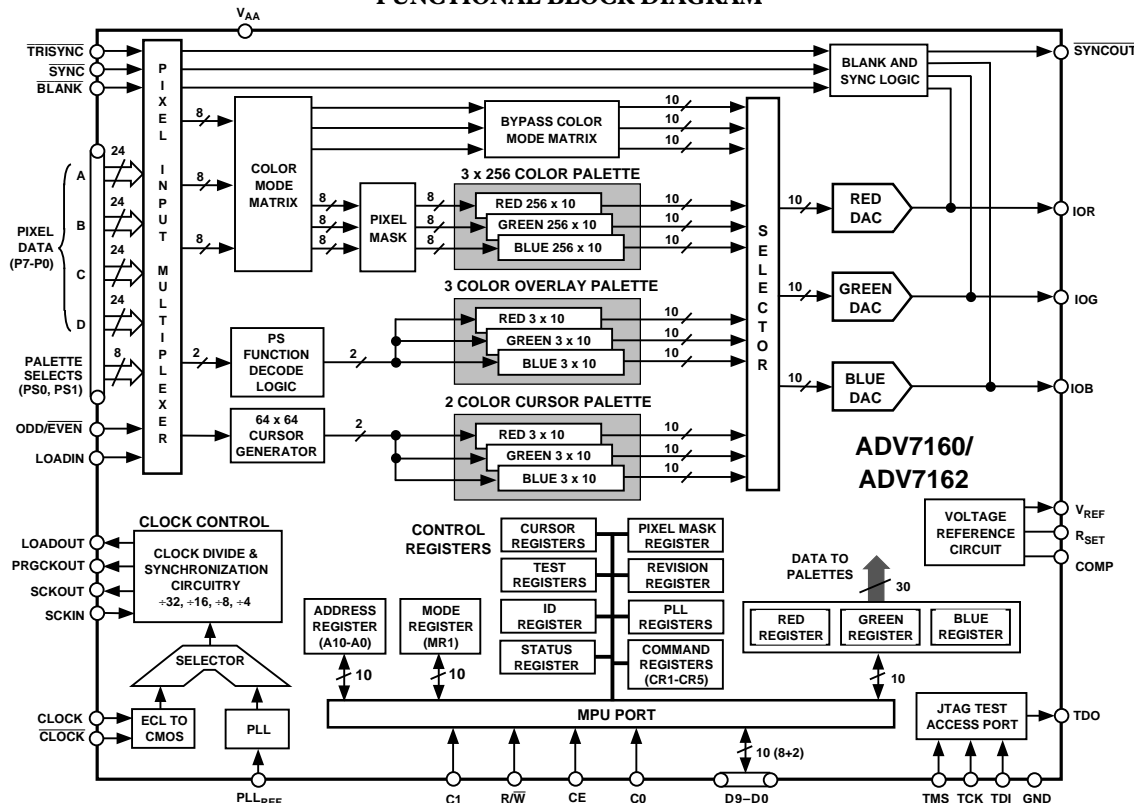 FUNCTIONAL BLOCK DIAGRAM
VAA
TRISYNC
SYNC
BLANK
PIXEL INPUT MULTIPLEXER
BLANK AND
SYNC LOGIC
SYNCOUT
8
8
8
COLOR
MODE
MATRIX
BYPASS COLOR
MODE MATRIX
10
10
10
24
A
24
B
24
C
24
D
PIXEL
DATA
(P7-P0)
8
8
8
PIXEL
MASK
8
8
8
3 x 256 COLOR PALETTE
RED 256 x 10
GREEN 256 x 10
BLUE 256 x 10
10
10
10
SELECTOR
10
RED
DAC
IOR
10
GREEN
DAC
IOG
10
BLUE
DAC
IOB
8
PALETTE
SELECTS
(PS0, PS1)
2
PS
FUNCTION
DECODE
LOGIC
2
3 COLOR OVERLAY PALETTE
RED 3 x 10
GREEN 3 x 10
BLUE 3 x 10
10
10
10
ODD/EVEN
LOADIN
64 x 64
CURSOR
GENERATOR
2
2 COLOR CURSOR PALETTE
RED 3 x 10
GREEN 3 x 10
BLUE 3 x 10
10
10
10
ADV7160/
ADV7162
VOLTAGE
REFERENCE
CIRCUIT
VREF
RSET
COMP
CLOCK CONTROL
LOADOUT
PRGCKOUT
SCKOUT
SCKIN
CLOCK DIVIDE &
SYNCHRONIZATION
CIRCUITRY
÷32, ÷16, ÷8, ÷4
SELECTOR
CLOCK
CLOCK
ECL TO
CMOS
PLL
PLLREF
CONTROL
REGISTERS
CURSOR
REGISTERS
PIXEL MASK
REGISTER
TEST
REGISTERS
REVISION
REGISTER
ID
REGISTER
PLL
REGISTERS
STATUS
REGISTER
COMMAND
REGISTERS
(CR1-CR5)
ADDRESS
REGISTER
(A10-A0)
MODE
REGISTER
(MR1)
10
10
DATA TO
PALETTES
30
RED
REGISTER
GREEN
REGISTER
BLUE
REGISTER
10
MPU PORT
10 (8+2)
C1
R/W
CE
C0
D9–D0
JTAG TEST
ACCESS PORT
TDO
TMS
TCK
TDI
GND